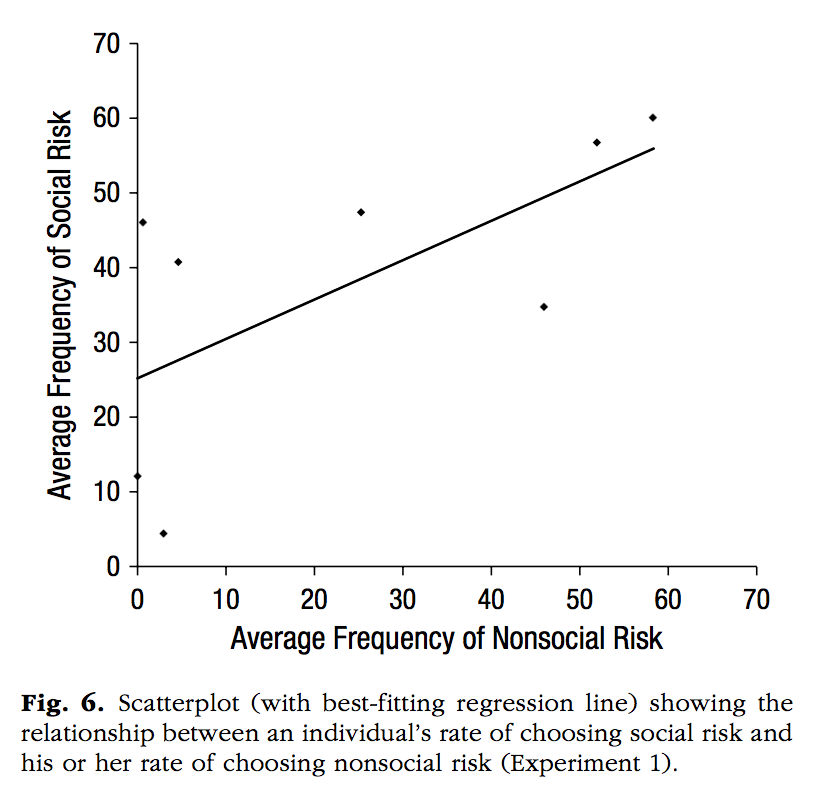 70
60
50
40
30
20
10
0
Average Frequency of Social Risk
0 10 20 30 40 50 60 70
Average Frequency of Nonsocial Risk
Fig. 6. Scatterplot (with best-fitting regression line) showing the
relationship between an individual's rate of choosing social risk and
his or her rate of choosing nonsocial risk (Experiment 1).